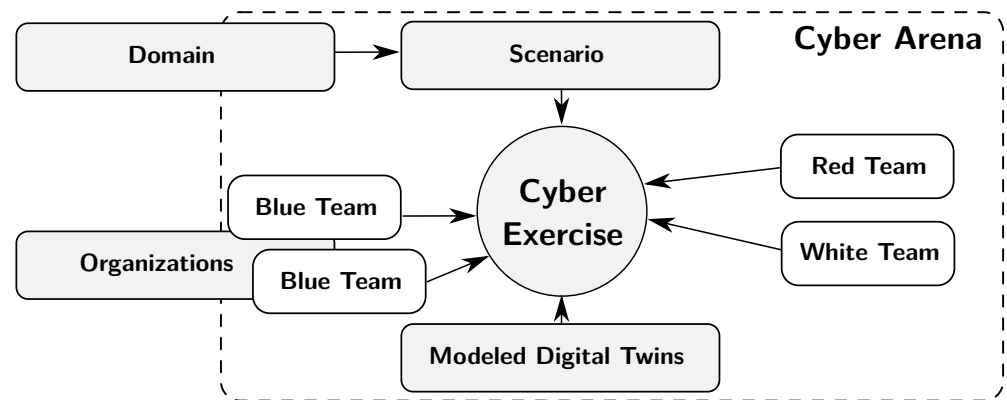 Cyber Arena
Domain
Scenario
Cyber
Exercise
Red Team
White Team
Blue Team
Organizations
Blue Team
Modeled Digital Twins